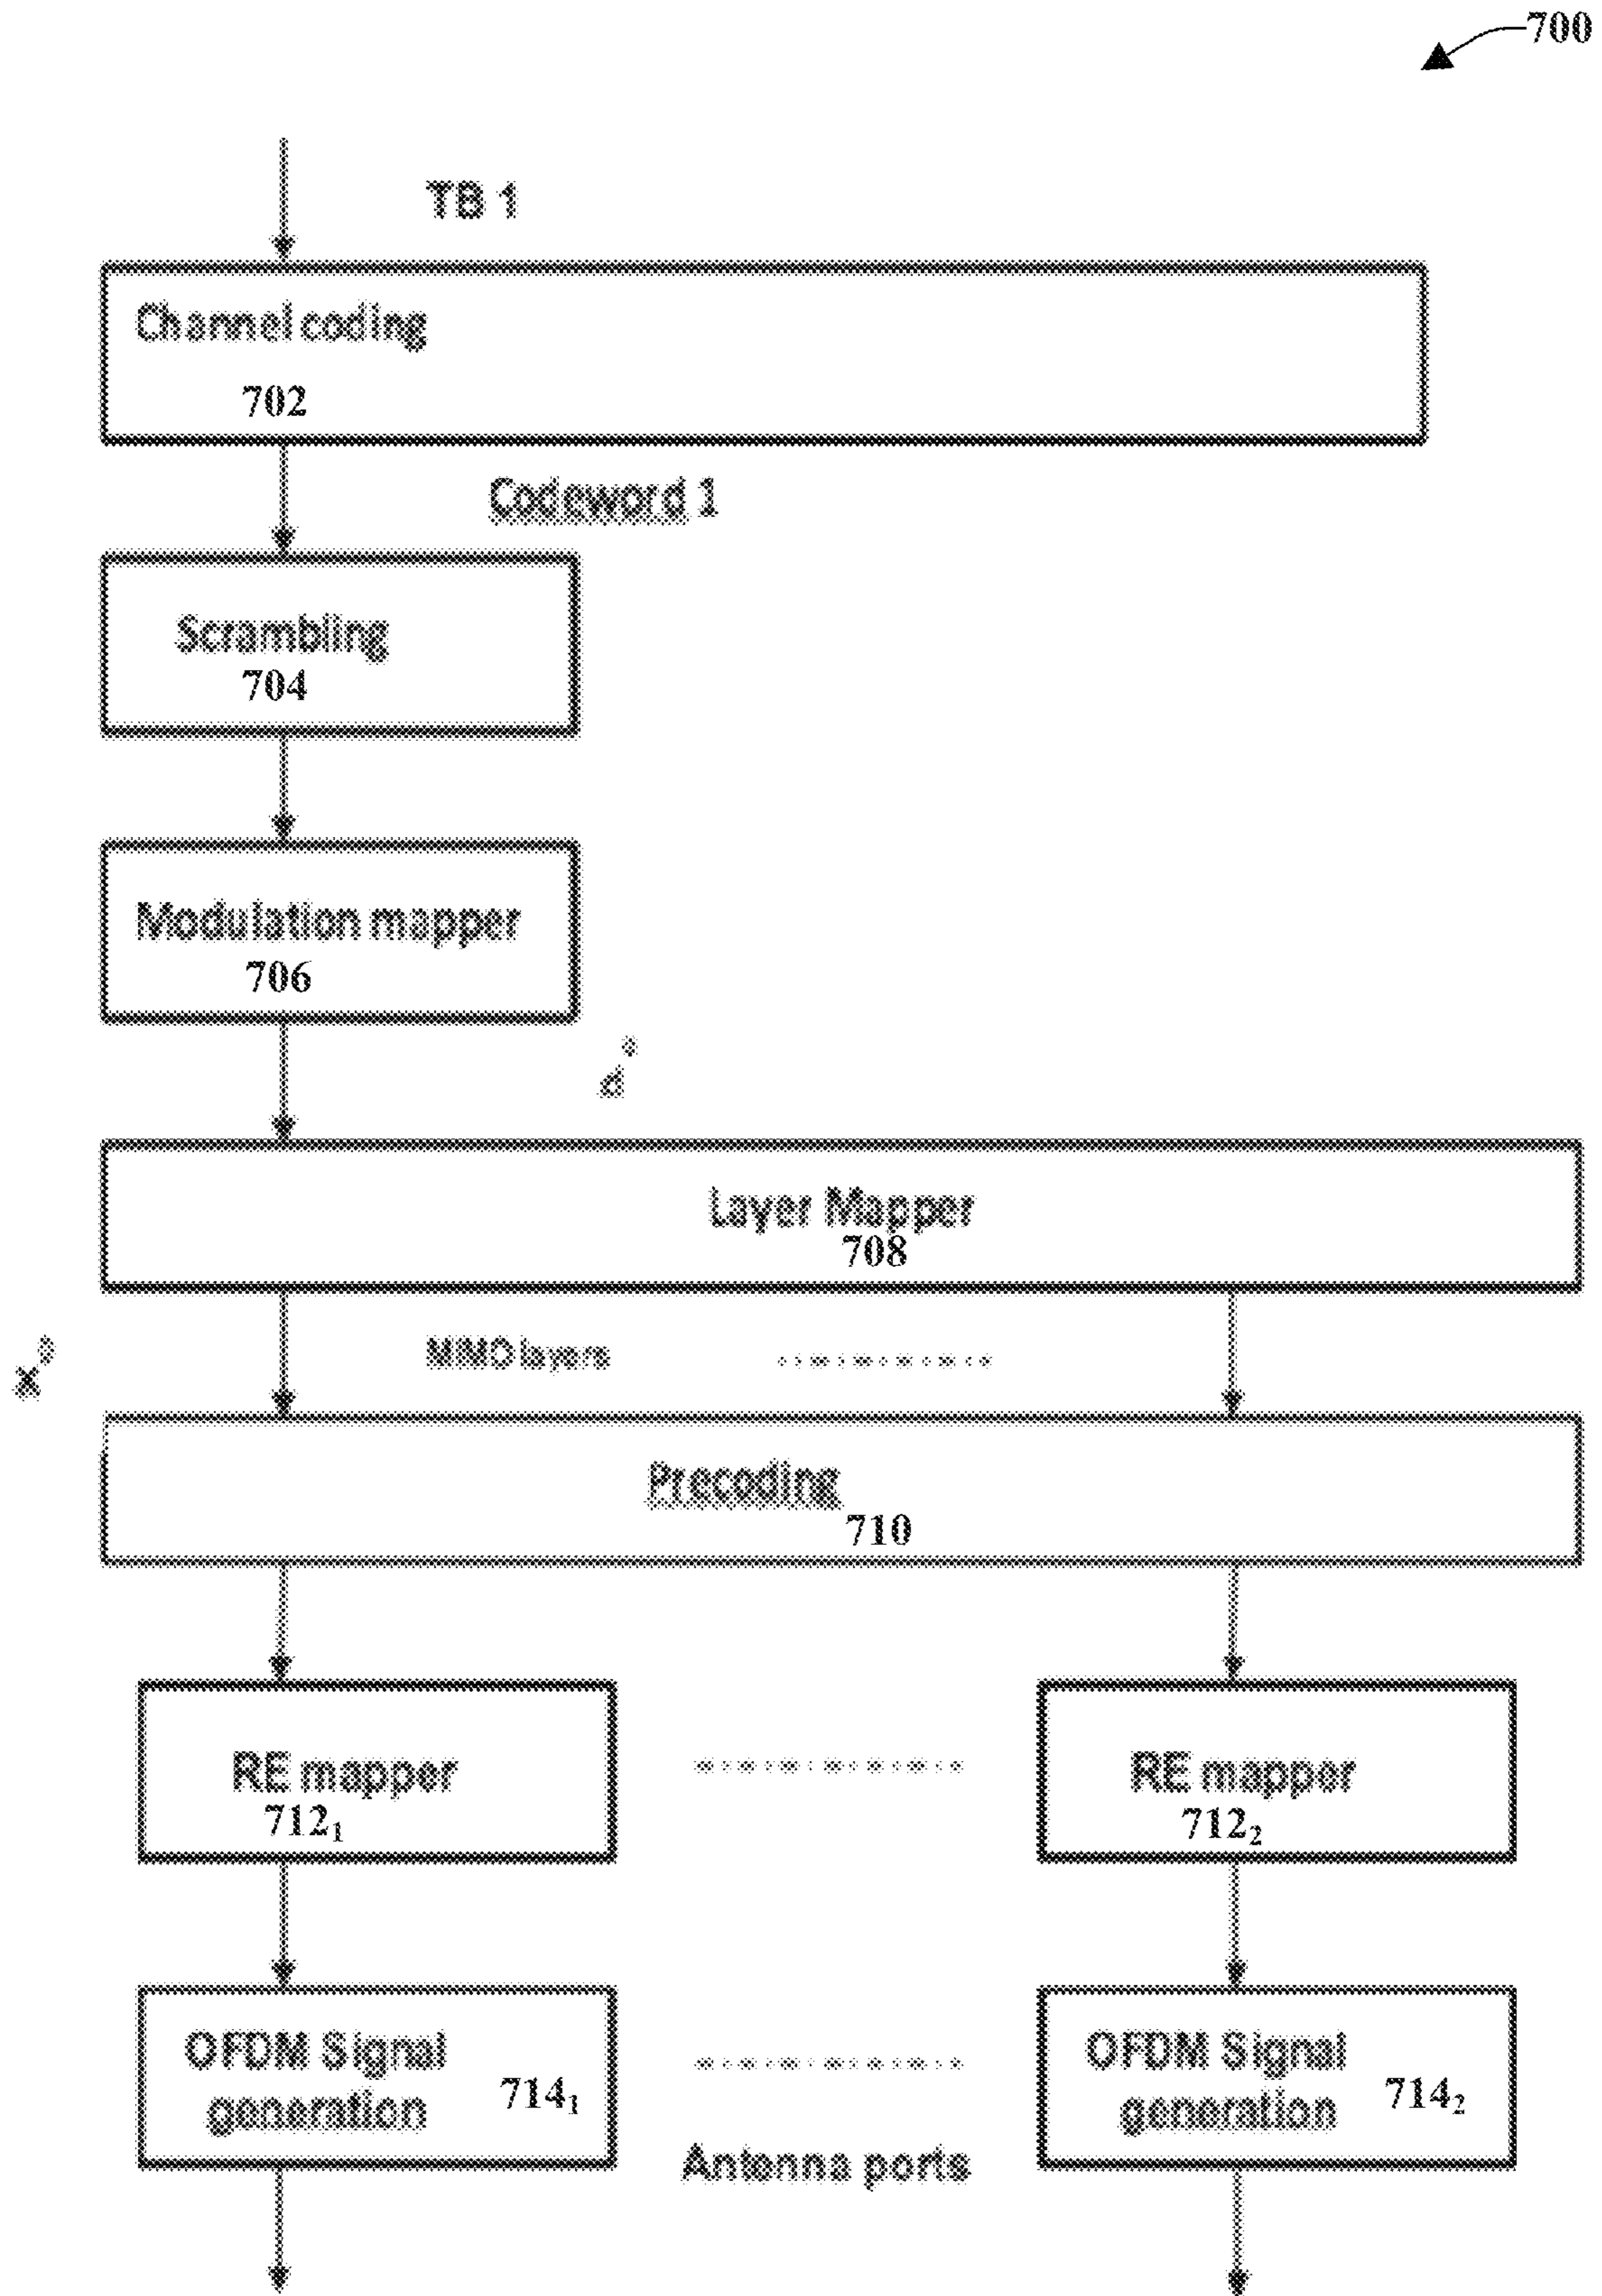 700
TB 1
Channel coding
702
Codeword 1
Scrambling
704
Modulation mapper
706
d
Layer Mapper
708
x
MIMO layers
Precoding
710
RE mapper
712₁
RE mapper
712₂
OFDM Signal
generation
714₁
OFDM Signal
generation
714₂
Antenna ports